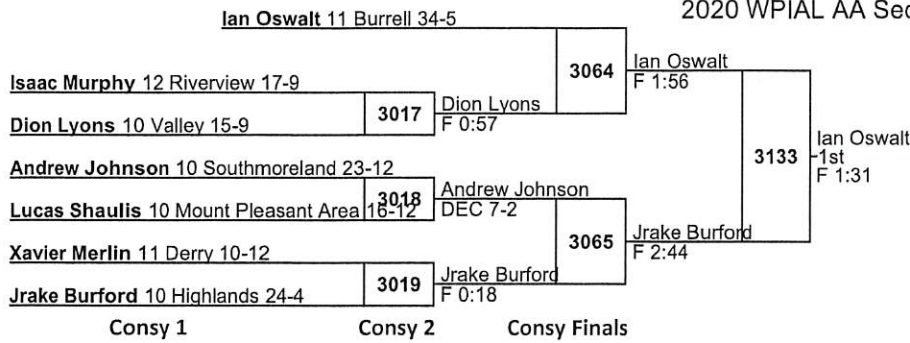 2020 WPIAL AA Sec
Ian Oswalt 11 Burrell 34-5
3064
Ian Oswalt
F 1:56
Isaac Murphy 12 Riverview 17-9
3017
Dion Lyons
F 0:57
Dion Lyons 10 Valley 15-9
3133
Ian Oswalt
1st
F 1:31
Andrew Johnson 10 Southmoreland 23-12
3018
Andrew Johnson
DEC 7-2
Lucas Shaulis 10 Mount Pleasant Area 16-12
3065
Jrake Burford
F 2:44
Xavier Merlin 11 Derry 10-12
3019
Jrake Burford
F 0:18
Jrake Burford 10 Highlands 24-4
Consy 1
Consy 2
Consy Finals